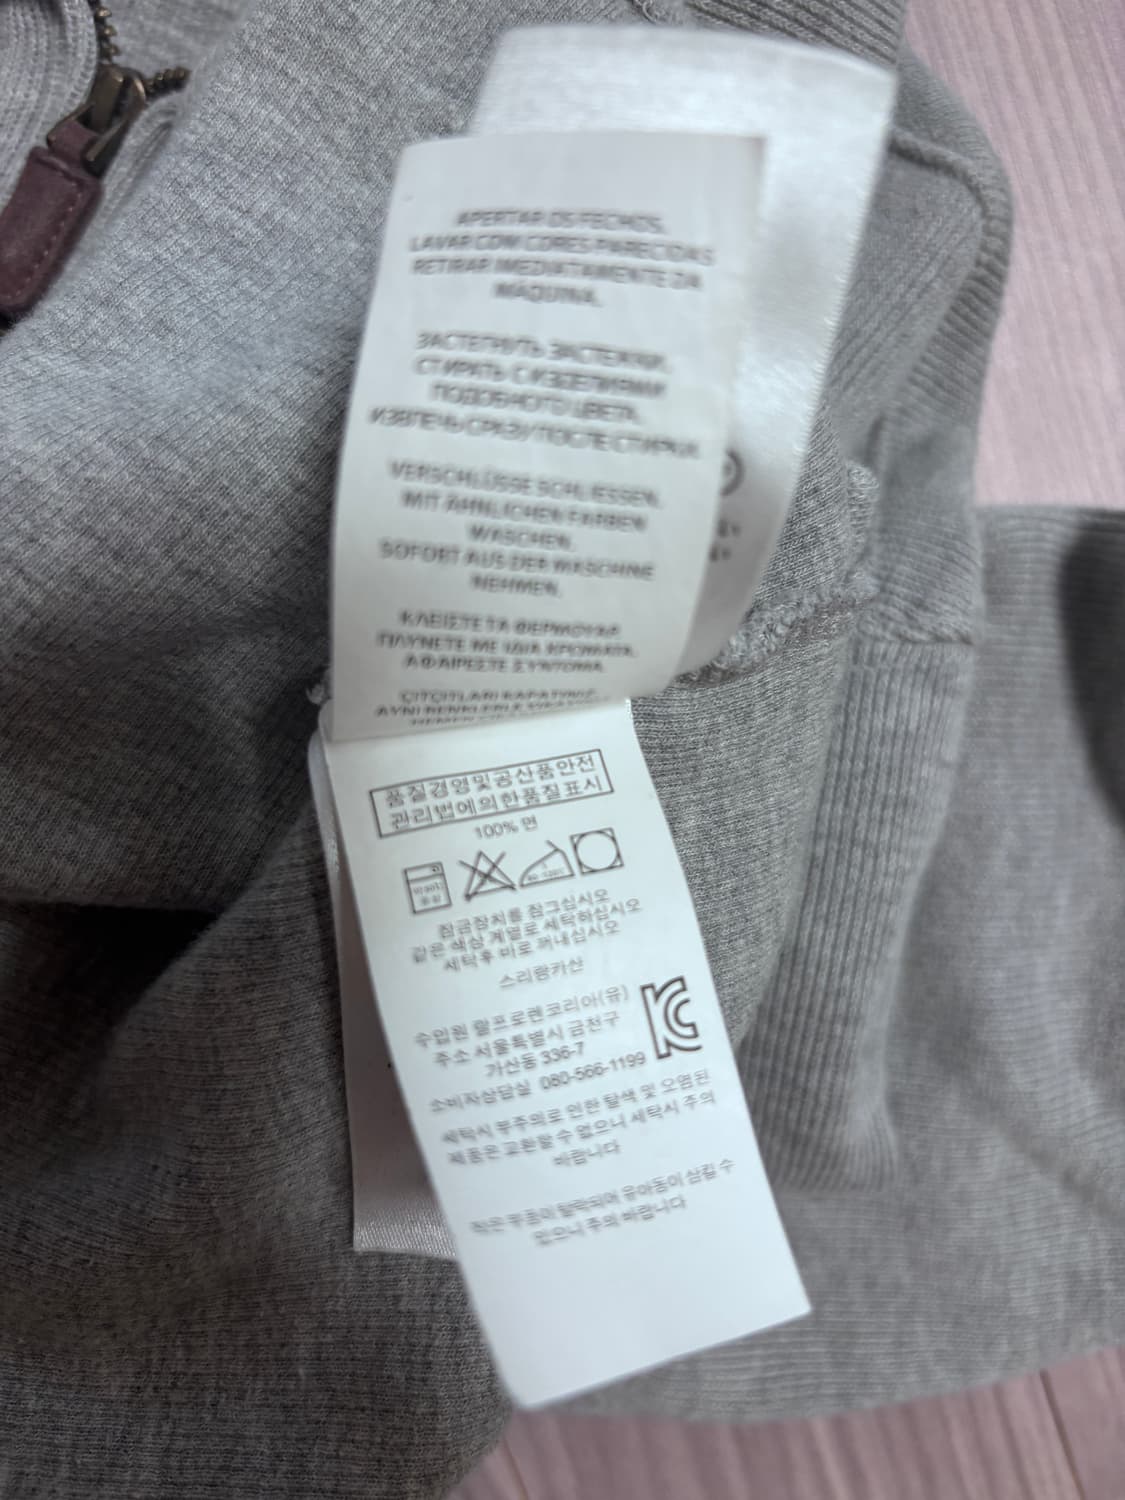 APERTAR OS FECHOS.
LAVAR COM CORES PARECIDAS
RETIRAR IMEDIATAMENTE DA
MÁQUINA.
ЗАСТЕГНУТЬ ЗАСТЕЖКИ.
СТИРАТЬ С ИЗДЕЛИЯМИ
ПОДОБНОГО ЦВЕТА.
ИЗВЛЕЧЬ СРАЗУ ПОСЛЕ СТИРКИ.
VERSCHLÜSSE SCHLIESSEN.
MIT ÄHNLICHEN FARBEN
WASCHEN.
SOFORT AUS DER MASCHINE
NEHMEN.
ΚΛΕΙΣΤΕ ΤΑ ΦΕΡΜΟΥΑΡ
ΠΛΥΝΕΤΕ ΜΕ ΙΔΙΑ ΧΡΩΜΑΤΑ.
ΑΦΑΙΡΕΣΤΕ ΣΥΝΤΟΜΑ
ÇITÇITLARI KAPATINIZ.
AYNI RENKLERLE
품질경영및공산품안전
관리법에의한품질표시
100% 면
잠금장치를 잠그십시오
같은 색상 계열로 세탁하십시오
세탁후 바로 꺼내십시오
스리랑카산
수입원 랄프로렌코리아(유)
주소 서울특별시 금천구
가산동 336-7
소비자상담실 080-566-1199
세탁시 부주의로 인한 탈색 및 오염된
제품은 교환할수 없으니 세탁시 주의
바랍니다
작은 부품이 탈락되어 유아동이 삼킬 수
있으니 주의 바랍니다